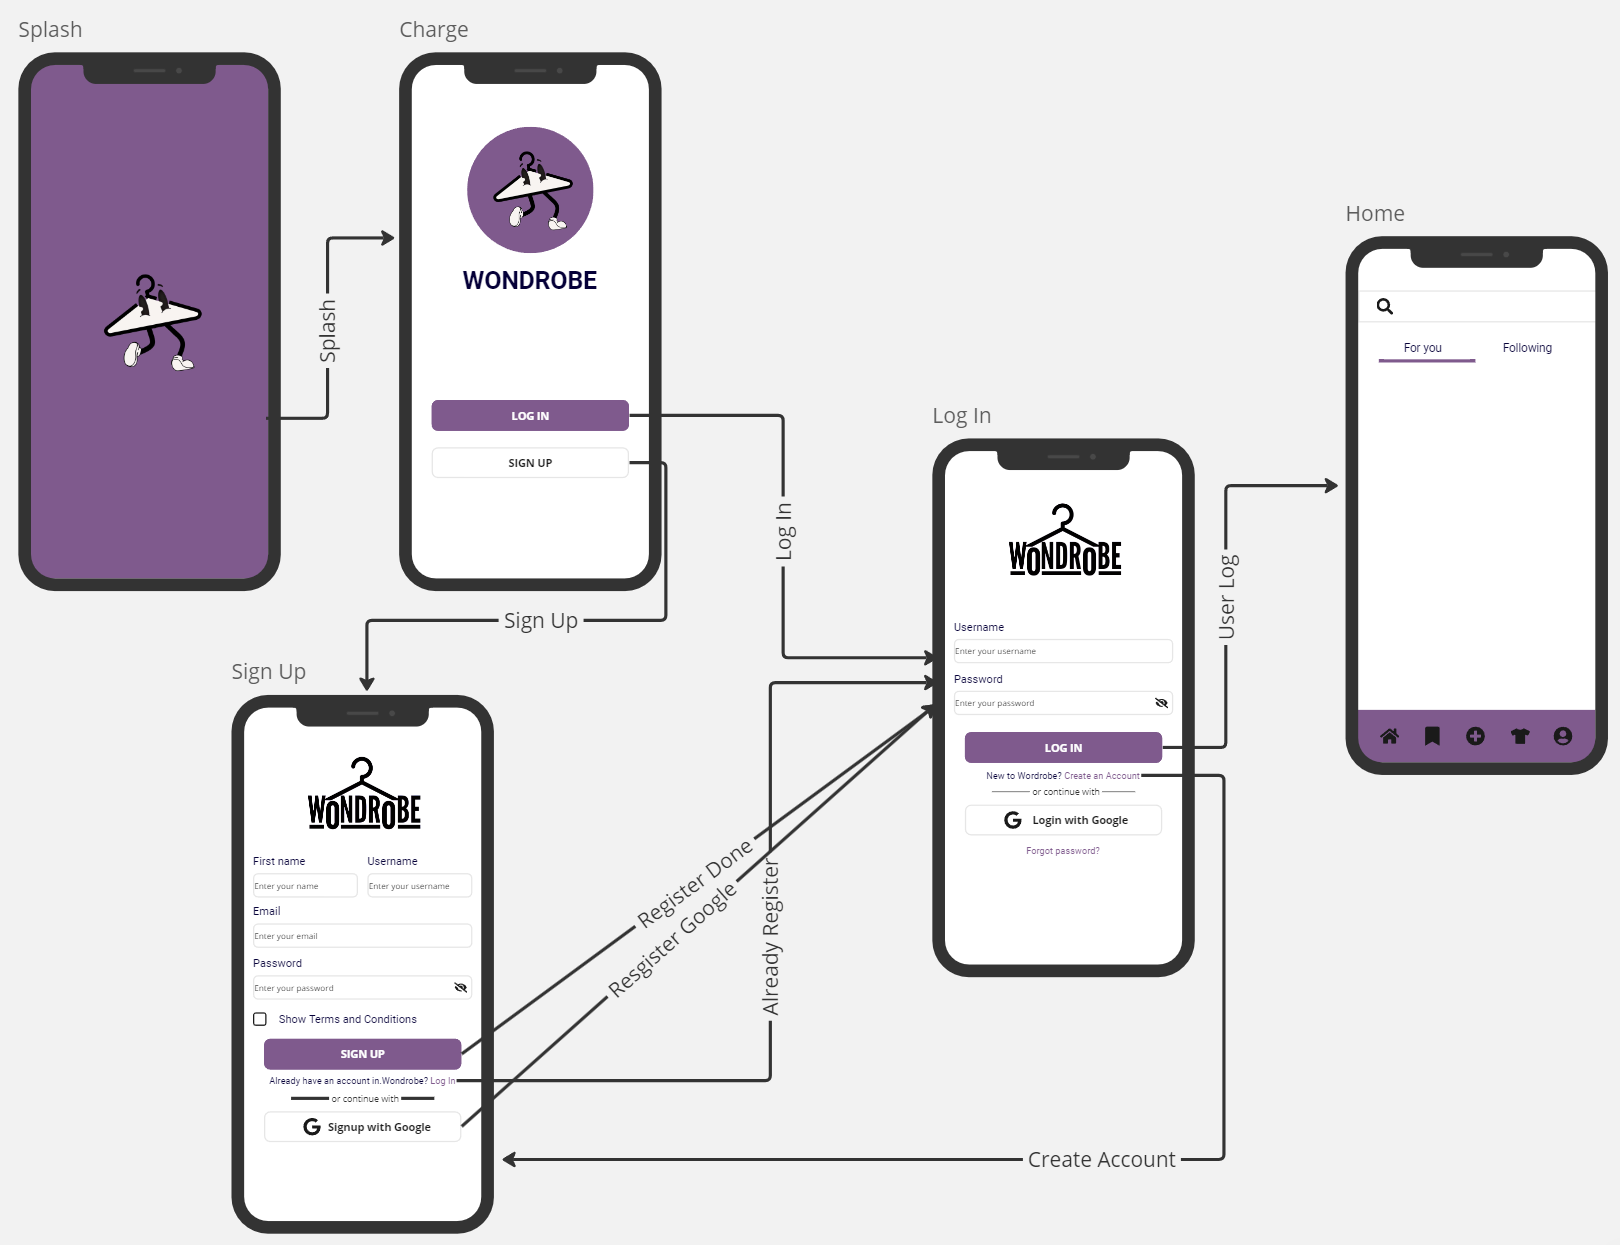 Splash
Charge
WONDROBE
LOG IN
SIGN UP
Splash
Sign Up
Log In
Sign Up
WONDROBE
First name
Username
Enter your name
Enter your username
Email
Enter your email
Password
Enter your password
Show Terms and Conditions
SIGN UP
Already have an account in.Wondrobe? Log In
or continue with
Signup with Google
Register Done
Resgister Google
Already Register
Create Account
Log In
WONDROBE
Username
Enter your username
Password
Enter your password
LOG IN
New to Wordrobe? Create an Account
or continue with
Login with Google
Forgot password?
User Log
Home
For you
Following